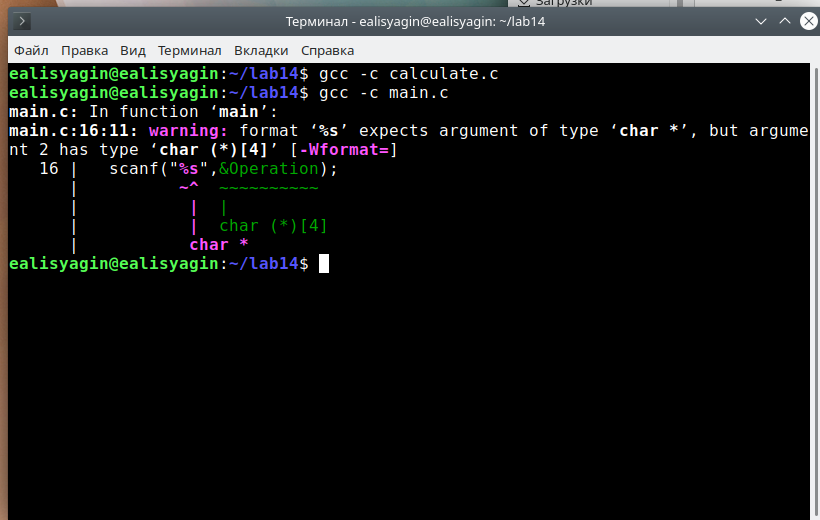 Загрузки
Терминал - ealisyagin@ealisyagin: ~/lab14
Файл Правка Вид Терминал Вкладки Справка
ealisyagin@ealisyagin:~/lab14$ gcc -c calculate.c
ealisyagin@ealisyagin:~/lab14$ gcc -c main.c
main.c: In function ‘main’:
main.c:16:11: warning: format ‘%s’ expects argument of type ‘char *’, but argume
nt 2 has type ‘char (*)[4]’ [-Wformat=]
   16 |   scanf("%s",&Operation);
      |          ~^  ~~~~~~~~~~
      |           |  |
      |           |  char (*)[4]
      |           char *
ealisyagin@ealisyagin:~/lab14$